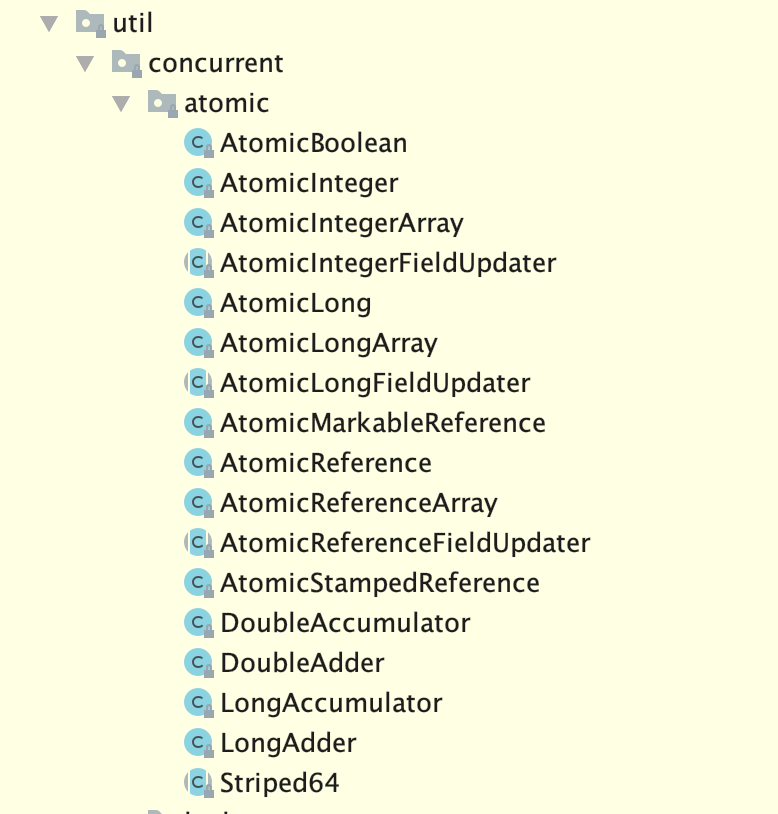 util
concurrent
atomic
AtomicBoolean
AtomicInteger
AtomicIntegerArray
AtomicIntegerFieldUpdater
AtomicLong
AtomicLongArray
AtomicLongFieldUpdater
AtomicMarkableReference
AtomicReference
AtomicReferenceArray
AtomicReferenceFieldUpdater
AtomicStampedReference
DoubleAccumulator
DoubleAdder
LongAccumulator
LongAdder
Striped64